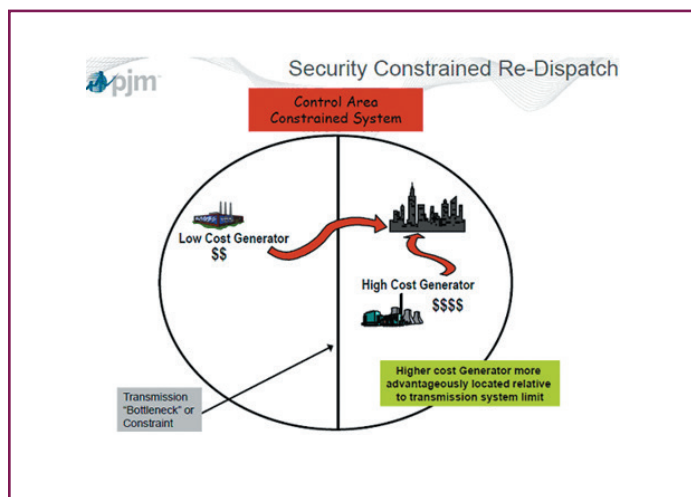 pjm
Security Constrained Re-Dispatch
Control Area
Constrained System
Low Cost Generator
$$
High Cost Generator
$$$$
Transmission
"Bottleneck" or
Constraint
Higher cost Generator more
advantageously located relative
to transmission system limit